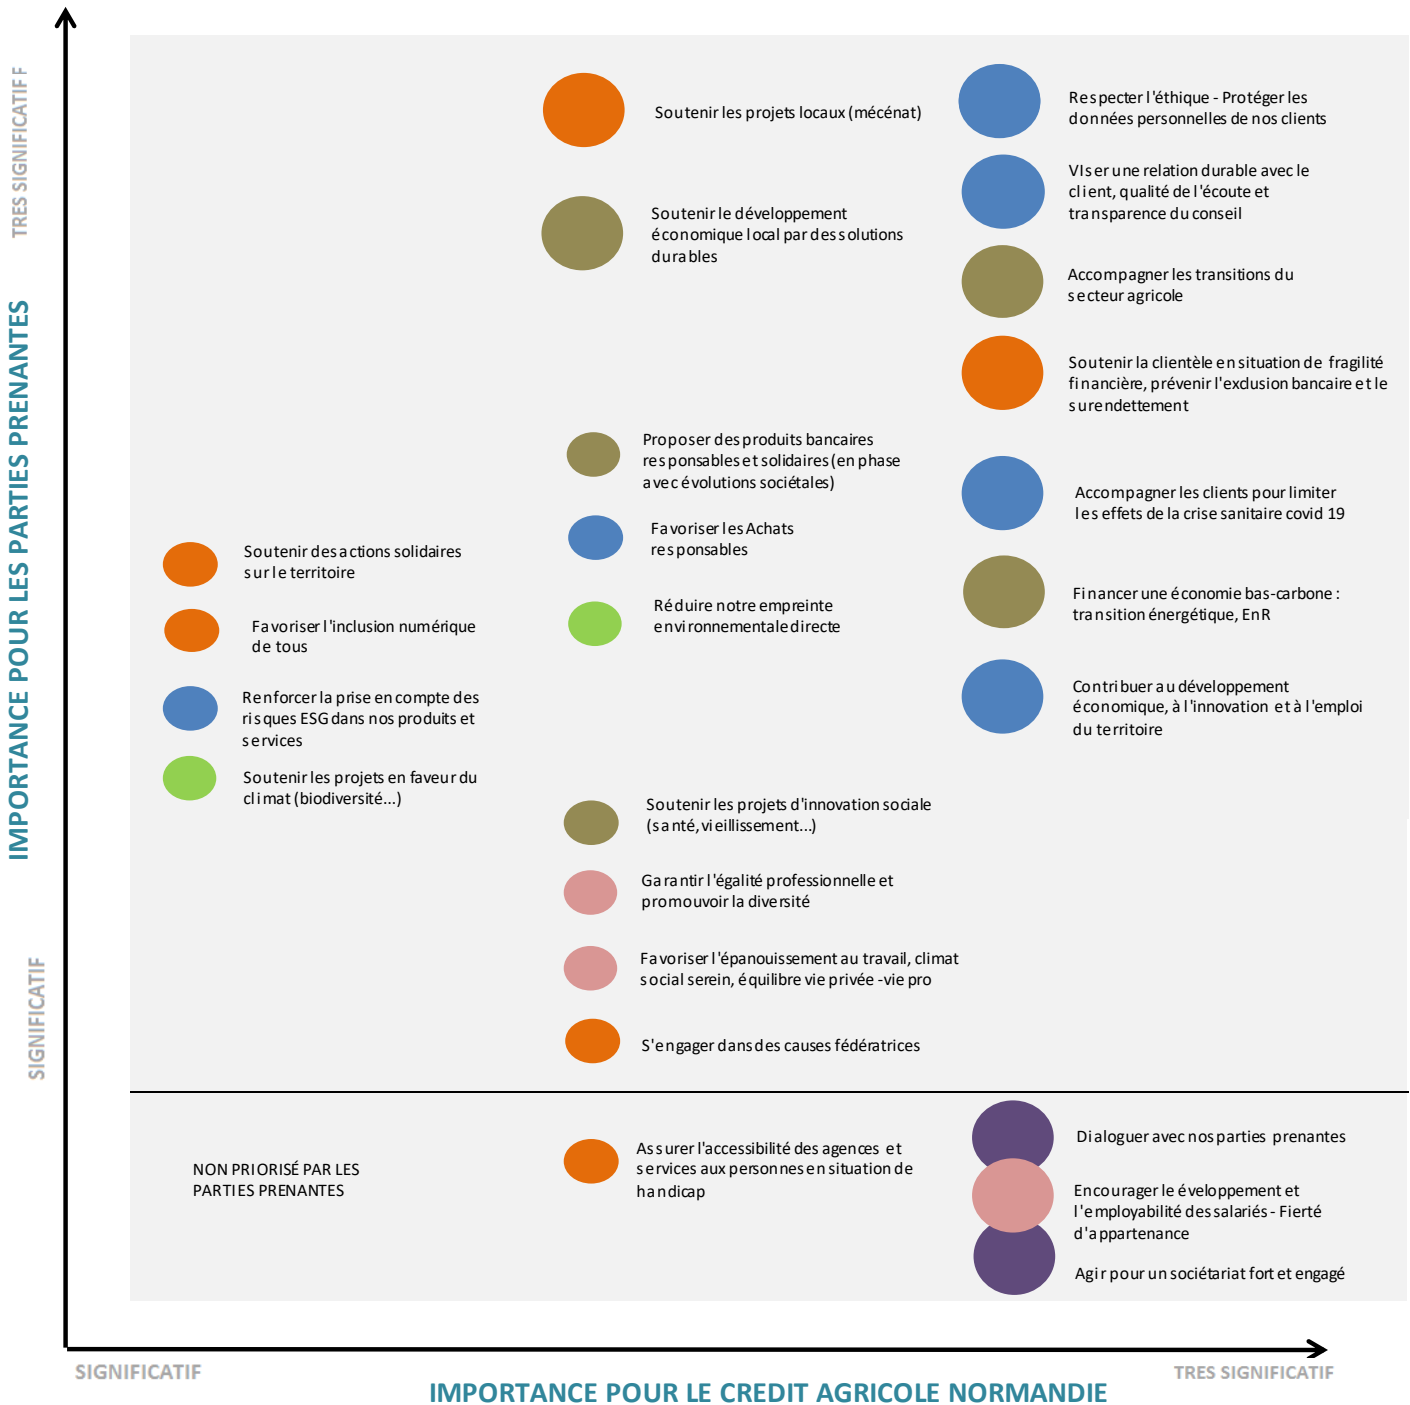 TRES SIGNIFICATIF F
IMPORTANCE POUR LES PARTIES PRENANTES
SIGNIFICATIF
Soutenir les projets locaux (mécénat)
Soutenir le développement
économique local par des solutions
durables
Respecter l'éthique - Protéger les
données personnelles de nos clients
VIser une relation durable avec le
client, qualité de l'écoute et
transparence du conseil
Accompagner les transitions du
secteur agricole
Soutenir la clientèle en situation de fragilité
financière, prévenir l'exclusion bancaire et le
surendettement
Proposer des produits bancaires
responsables et solidaires (en phase
avec évolutions sociétales)
Favoriser les Achats
responsables
Réduire notre empreinte
environnementale directe
Accompagner les clients pour limiter
les effets de la crise sanitaire covid 19
Financer une économie bas-carbone :
transition énergétique, EnR
Contribuer au développement
économique, à l'innovation et à l'emploi
du territoire
Soutenir des actions solidaires
sur le territoire
Favoriser l'inclusion numérique
de tous
Renforcer la prise en compte des
risques ESG dans nos produits et
services
Soutenir les projets en faveur du
climat (biodiversité...)
Soutenir les projets d'innovation sociale
(santé, vieillissement...)
Garantir l'égalité professionnelle et
promouvoir la diversité
Favoriser l'épanouissement au travail, climat
social serein, équilibre vie privée -vie pro
S'engager dans des causes fédératrices
NON PRIORISÉ PAR LES
PARTIES PRENANTES
Assurer l'accessibilité des agences et
services aux personnes en situation de
handicap
Dialoguer avec nos parties prenantes
Encourager le éveloppement et
l'employabilité des salariés - Fierté
d'appartenance
Agir pour un sociétariat fort et engagé
SIGNIFICATIF
TRES SIGNIFICATIF
IMPORTANCE POUR LE CREDIT AGRICOLE NORMANDIE